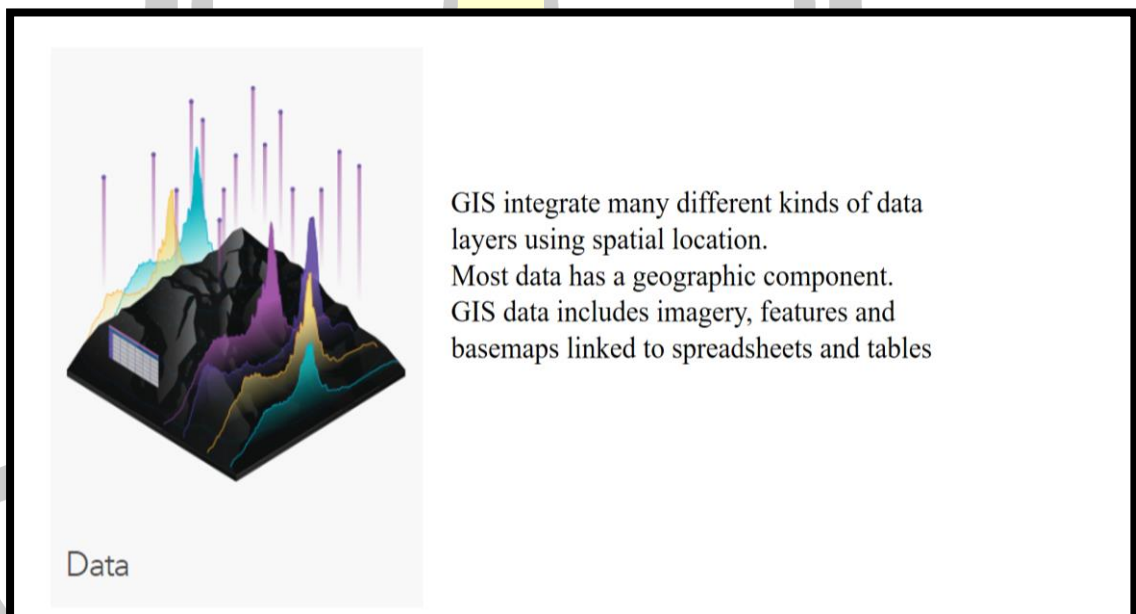 GIS integrate many different kinds of data
layers using spatial location.
Most data has a geographic component.
GIS data includes imagery, features and
basemaps linked to spreadsheets and tables
Data